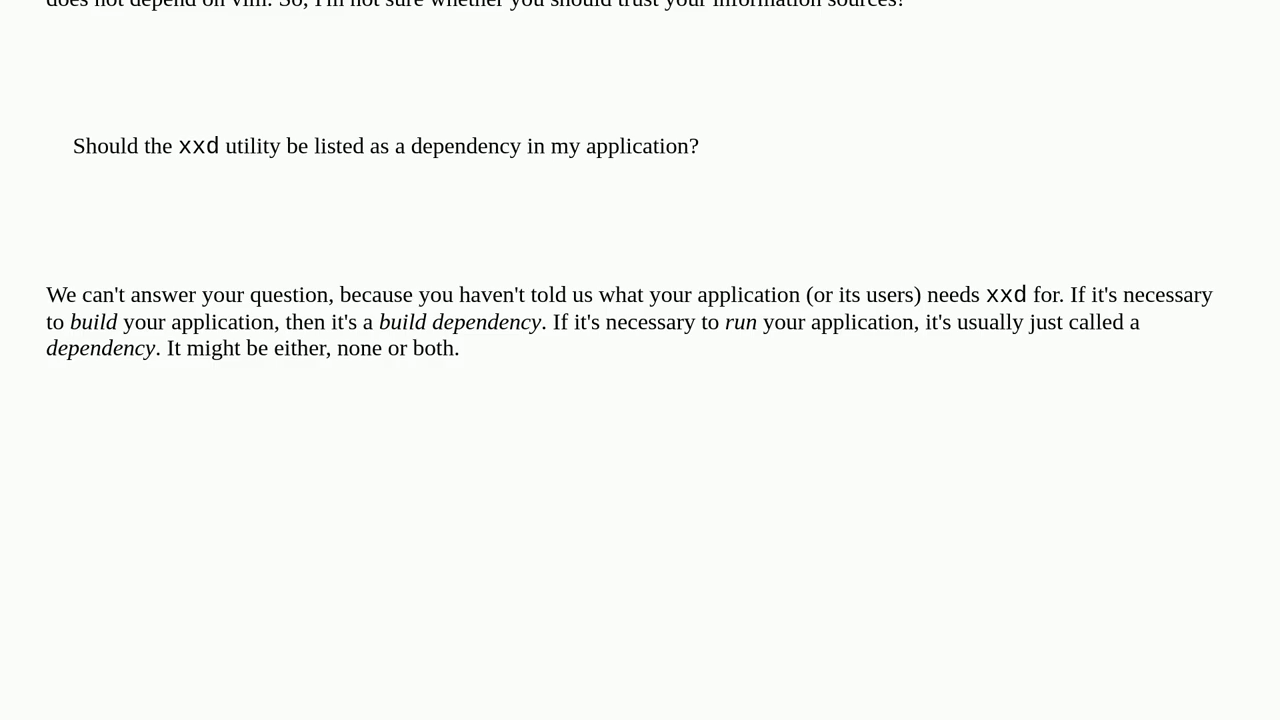 does not depend on vim. So, I'm not sure whether you should trust your information sources!
Should the xxd utility be listed as a dependency in my application?
We can't answer your question, because you haven't told us what your application (or its users) needs xxd for. If it's necessary
to build your application, then it's a build dependency. If it's necessary to run your application, it's usually just called a
dependency. It might be either, none or both.